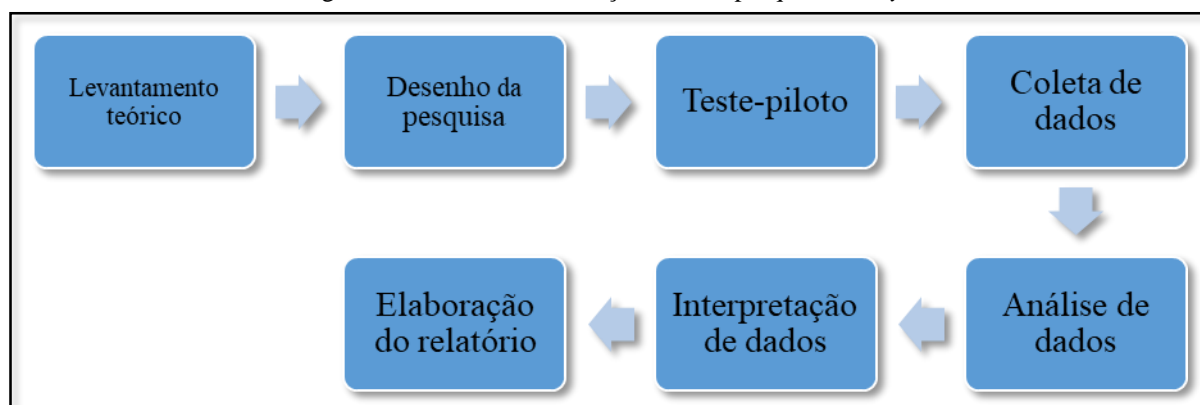 Levantamento
teórico
Desenho da
pesquisa
Teste-piloto
Coleta de
dados
Análise de
dados
Interpretação
de dados
Elaboração
do relatório